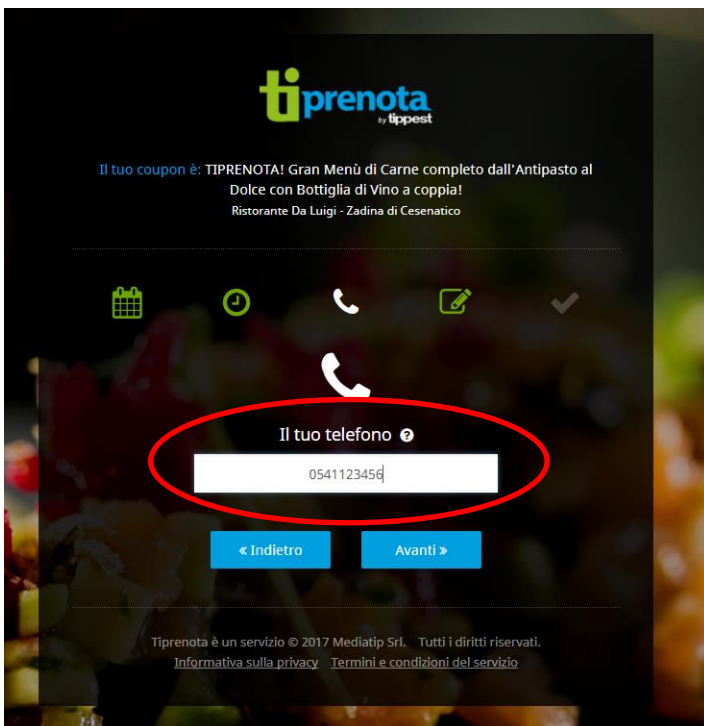 tiprenota
by tippest
Il tuo coupon è: TIPRENOTA! Gran Menù di Carne completo dall'Antipasto al
Dolce con Bottiglia di Vino a coppia!
Ristorante Da Luigi - Zadina di Cesenatico
Il tuo telefono ?
0541123456
« Indietro
Avanti »
Tiprenota è un servizio © 2017 Mediatip Srl. Tutti i diritti riservati.
Informativa sulla privacy Termini e condizioni del servizio